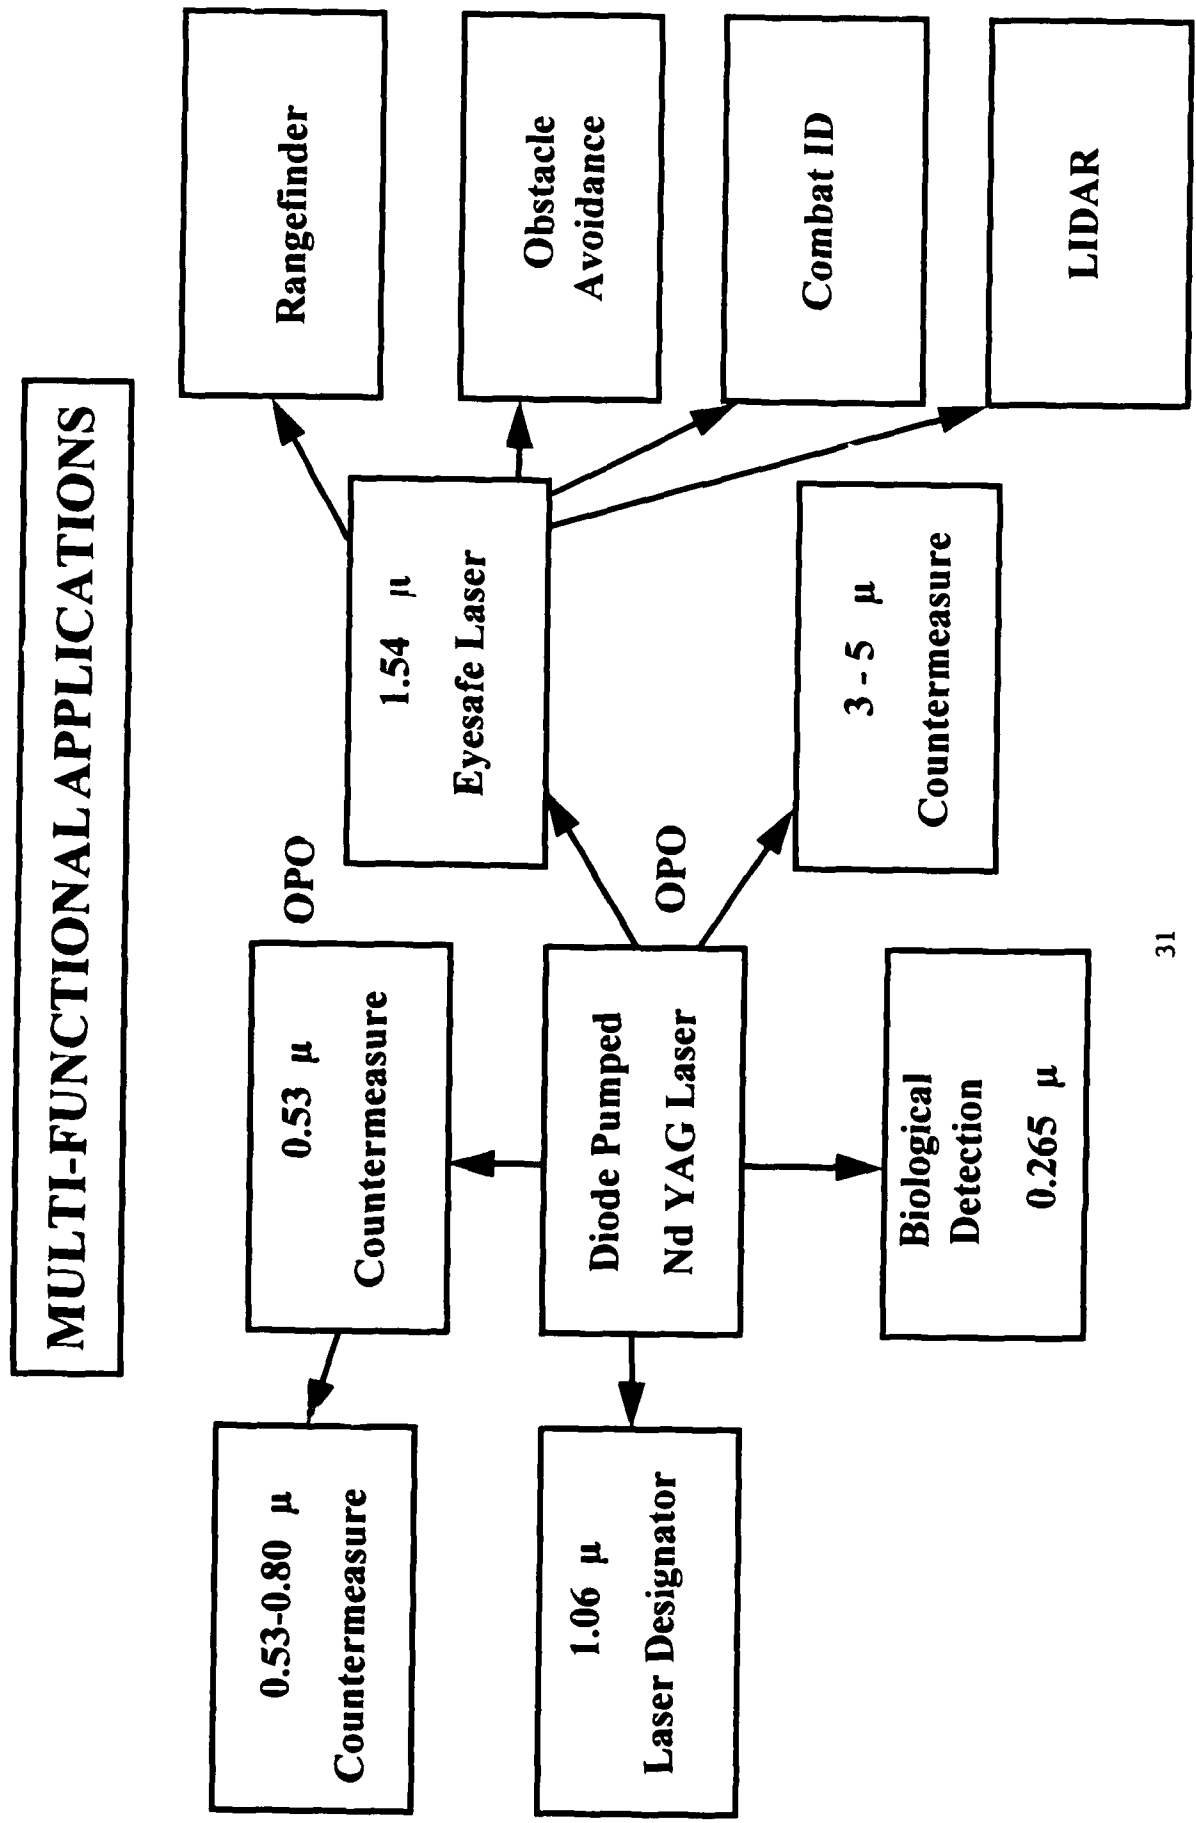 MULTI-FUNCTIONAL APPLICATIONS
0.53-0.80 μ
Countermeasure
0.53 μ
Countermeasure
OPO
1.54 μ
Eyesafe Laser
Rangefinder
Obstacle
Avoidance
Combat ID
LIDAR
1.06 μ
Laser Designator
Diode Pumped
Nd YAG Laser
OPO
3 - 5 μ
Countermeasure
Biological
Detection
0.265 μ
31